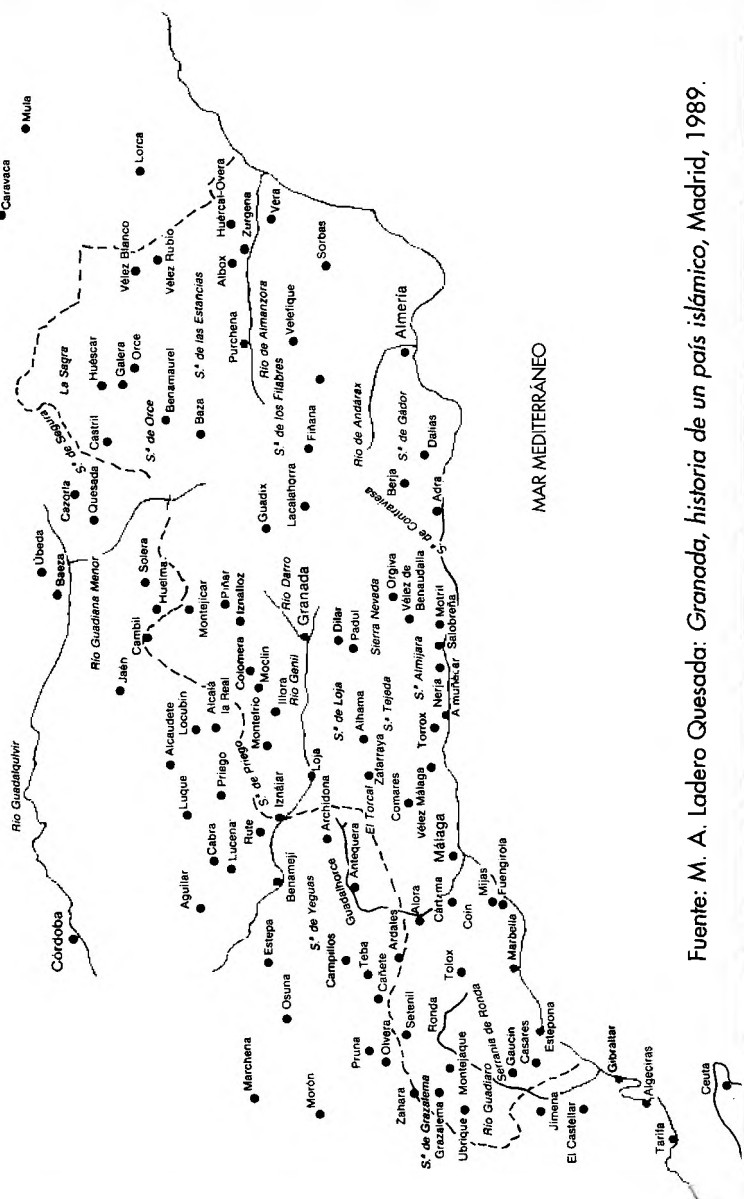 Caravaca
Mula
Lorca
Úbeda
Baeza
Cazorla
Quesada
S.ª de Segura
La Sagra
Huéscar
Galera
Orce
Castril
S.ª de Orce
Benamaurel
Baza
S.ª de las Estancias
Vélez Blanco
Vélez Rubio
Huércal-Overa
Zurgena
Albox
Vera
Purchena
Río de Almanzora
Velefique
Sorbas
S.ª de los Filabres
Fiñana
Guadix
Lacalahorra
Almería
Río de Andárax
S.ª de Gádor
Dalías
Berja
Adra
S.ª de Contraviesa
Río Guadalquivir
Río Guadiana Menor
Córdoba
Jaén
Solera
Huelma
Cambil
Montejícar
Piñar
Iznalloz
Río Darro
Granada
Río Genil
Colomera
Moclín
Illora
Montefrío
Alcaudete
Locubín
Alcalá
la Real
Luque
Priego
S.ª de Priego
Cabra
Lucena
Rute
Iznájar
Loja
Aguilar
Benamejí
Dílar
Padul
Sierra Nevada
Orgiva
Vélez de
Benaudalla
Motril
Salobreña
S.ª de Loja
Alhama
S.ª Tejeda
S.ª Almijara
Nerja
Torrox
Zafarraya
El Torcal
Comares
Vélez Málaga
Málaga
Archidona
Antequera
Guadalhorce
S.ª de Yeguas
Estepa
Osuna
Marchena
Morón
Campillos
Teba
Cañete
Ardales
Alora
Coín
Mijas
Fuengirola
Marbella
Tolox
Pruna
Olvera
Setenil
Ronda
Serranía de Ronda
Zahara
S.ª de Grazalema
Grazalema
Montejaque
Ubrique
Río Guadiaro
Gaucín
Casares
Estepona
Jimena
El Castellar
Gibraltar
Algeciras
Tarifa
Ceuta
MAR MEDITERRÁNEO
Fuente: M. A. Ladero Quesada: Granada, historia de un país islámico, Madrid, 1989.